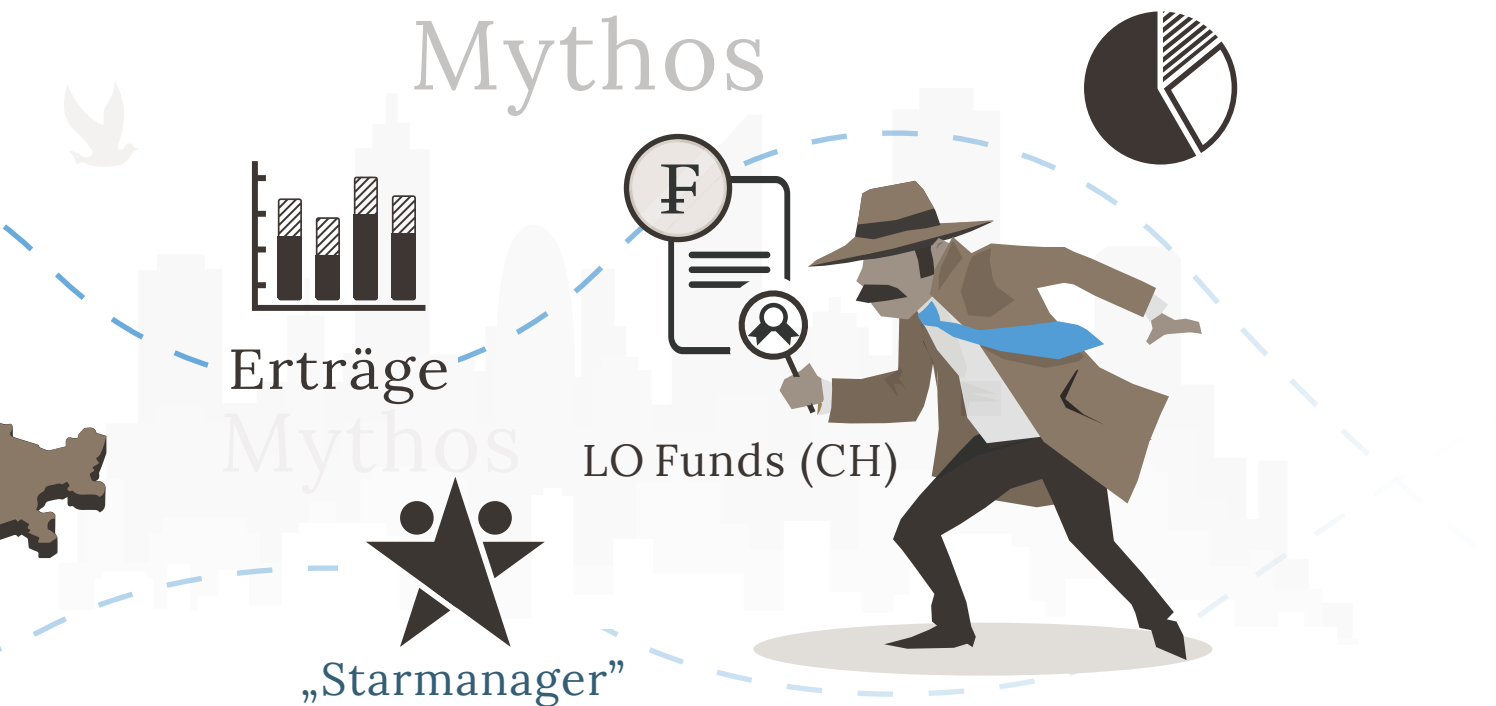 Mythos
₣
Erträge
Mythos
LO Funds (CH)
„Starmanager”